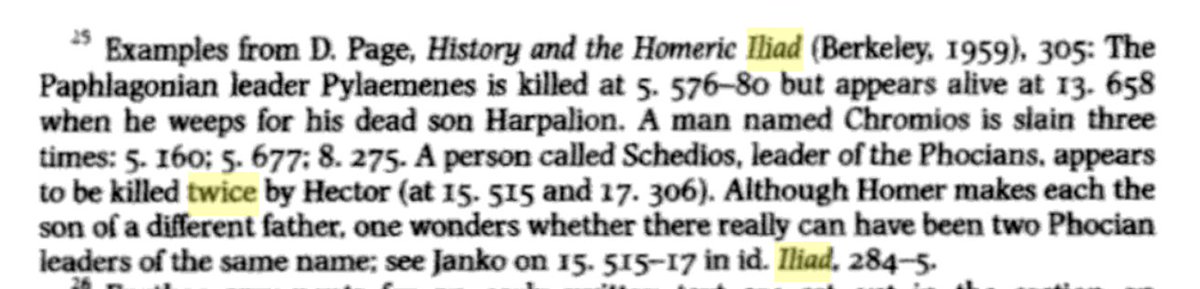 25 Examples from D. Page, History and the Homeric Iliad (Berkeley, 1959), 305: The
Paphlagonian leader Pylaemenes is killed at 5. 576–80 but appears alive at 13. 658
when he weeps for his dead son Harpalion. A man named Chromios is slain three
times: 5. 160; 5. 677; 8. 275. A person called Schedios, leader of the Phocians, appears
to be killed twice by Hector (at 15. 515 and 17. 306). Although Homer makes each the
son of a different father, one wonders whether there really can have been two Phocian
leaders of the same name; see Janko on 15. 515–17 in id. Iliad, 284–5.
26